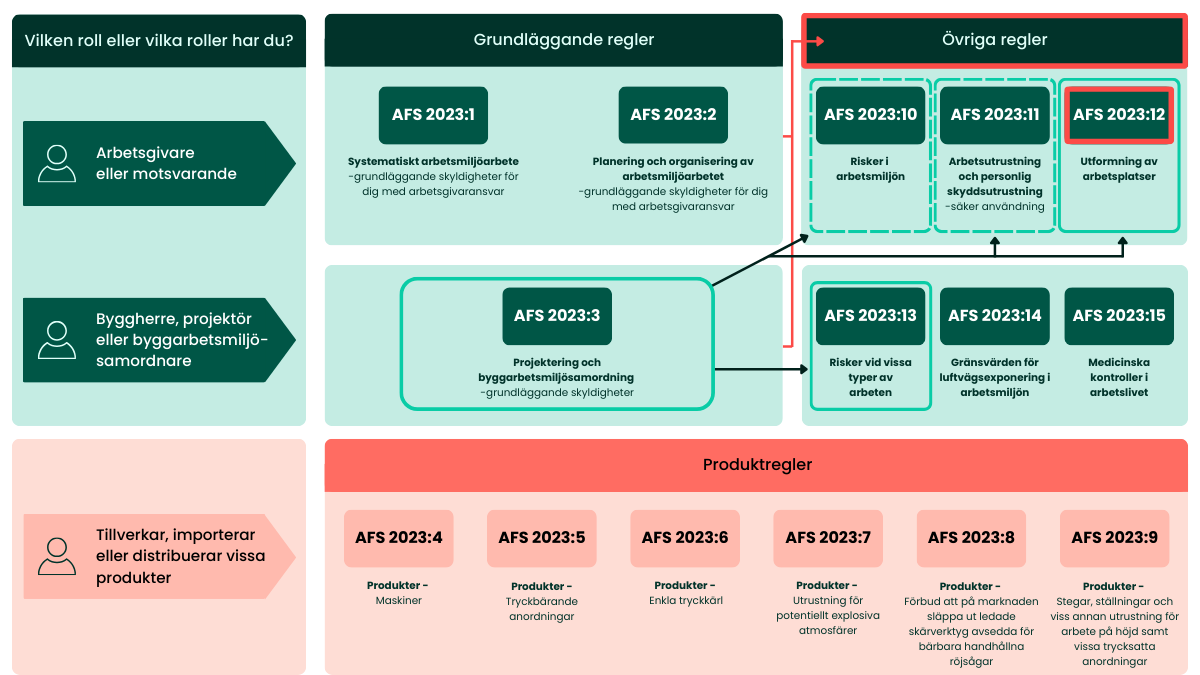 Vilken roll eller vilka roller har du?
Arbetsgivare
eller motsvarande
Byggherre, projektör
eller byggarbetsmiljö-
samordnare
Grundläggande regler
AFS 2023:1
Systematiskt arbetsmiljöarbete
-grundläggande skyldigheter för
dig med arbetsgivaransvar
AFS 2023:2
Planering och organisering av
arbetsmiljöarbetet
-grundläggande skyldigheter för dig
med arbetsgivaransvar
AFS 2023:3
Projektering och
byggarbetsmiljösamordning
-grundläggande skyldigheter
Övriga regler
AFS 2023:10
Risker i
arbetsmiljön
AFS 2023:11
Arbetsutrustning
och personlig
skyddsutrustning
-säker användning
AFS 2023:12
Utformning av
arbetsplatser
AFS 2023:13
Risker vid vissa
typer av
arbeten
AFS 2023:14
Gränsvärden för
luftvägsexponering i
arbetsmiljön
AFS 2023:15
Medicinska
kontroller i
arbetslivet
Tillverkar, importerar
eller distribuerar vissa
produkter
Produktregler
AFS 2023:4
Produkter -
Maskiner
AFS 2023:5
Produkter -
Tryckbärande
anordningar
AFS 2023:6
Produkter -
Enkla tryckkärl
AFS 2023:7
Produkter -
Utrustning för
potentiellt explosiva
atmosfärer
AFS 2023:8
Produkter -
Förbud att på marknaden
släppa ut ledade
skärverktyg avsedda för
bärbara handhållna
röjsågar
AFS 2023:9
Produkter -
Stegar, ställningar och
viss annan utrustning för
arbete på höjd samt
vissa trycksatta
anordningar